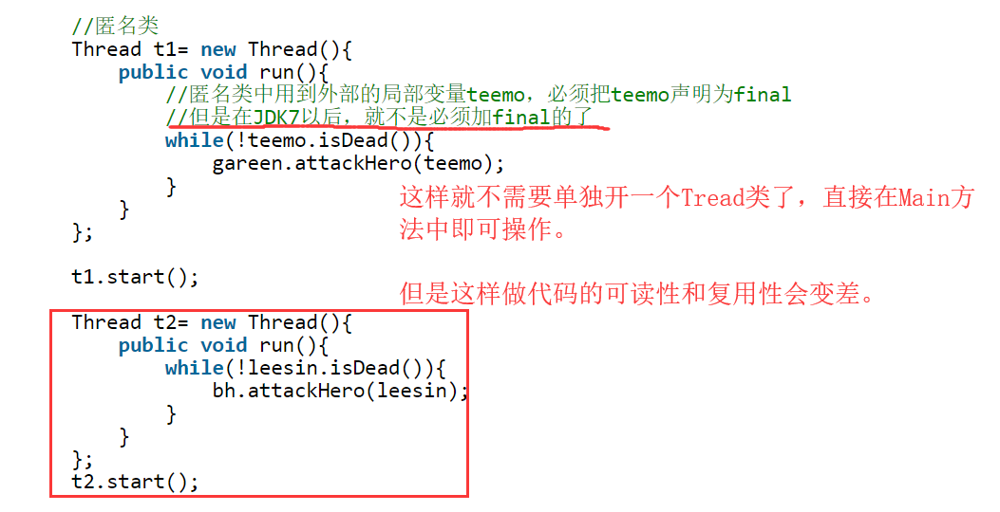 //匿名类
Thread t1= new Thread(){
    public void run(){
        //匿名类中用到外部的局部变量teemo，必须把teemo声明为final
        //但是在JDK7以后，就不是必须加final的了
        while(!teemo.isDead()){
            gareen.attackHero(teemo);
        }
    }
};
这样就不需要单独开一个Tread类了，直接在Main方
法中即可操作。
t1.start();
但是这样做代码的可读性和复用性会变差。
Thread t2= new Thread(){
    public void run(){
        while(!leesin.isDead()){
            bh.attackHero(leesin);
        }
    }
};
t2.start();